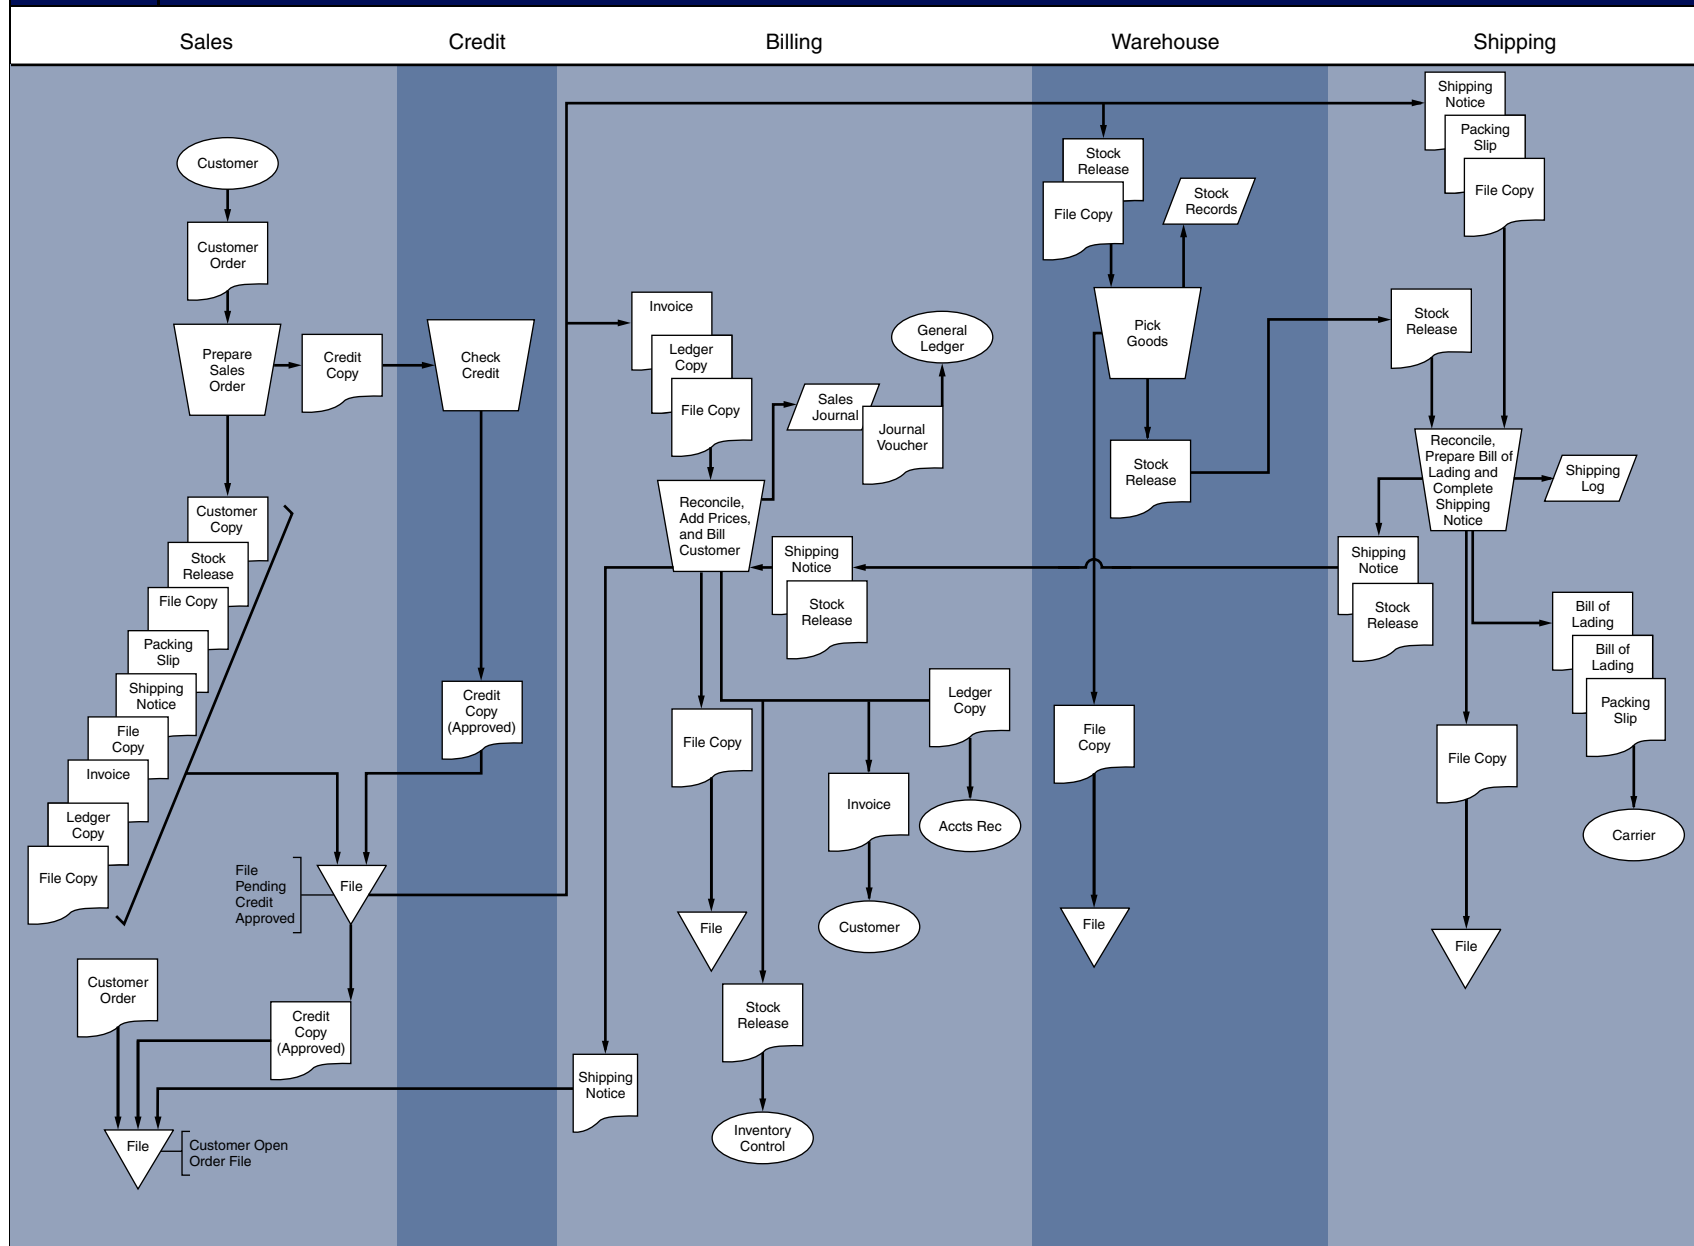 Sales
Credit
Billing
Warehouse
Shipping
Customer
Customer
Order
Prepare
Sales
Order
Credit
Copy
Customer
Copy
Stock
Release
File Copy
Packing
Slip
Shipping
Notice
File
Copy
Invoice
Ledger
Copy
File Copy
File
Pending
Credit
Approved
File
Customer
Order
Credit
Copy
(Approved)
File
Customer Open
Order File
Check
Credit
Credit
Copy
(Approved)
Invoice
Ledger
Copy
File Copy
General
Ledger
Sales
Journal
Journal
Voucher
Reconcile,
Add Prices,
and Bill
Customer
Shipping
Notice
Stock
Release
Ledger
Copy
File Copy
Invoice
Accts Rec
File
Customer
Stock
Release
Shipping
Notice
Inventory
Control
Stock
Release
File Copy
Stock
Records
Pick
Goods
Stock
Release
File
Copy
File
Shipping
Notice
Packing
Slip
File Copy
Stock
Release
Reconcile,
Prepare Bill of
Lading and
Complete
Shipping
Notice
Shipping
Log
Shipping
Notice
Stock
Release
Bill of
Lading
Bill of
Lading
Packing
Slip
File Copy
Carrier
File